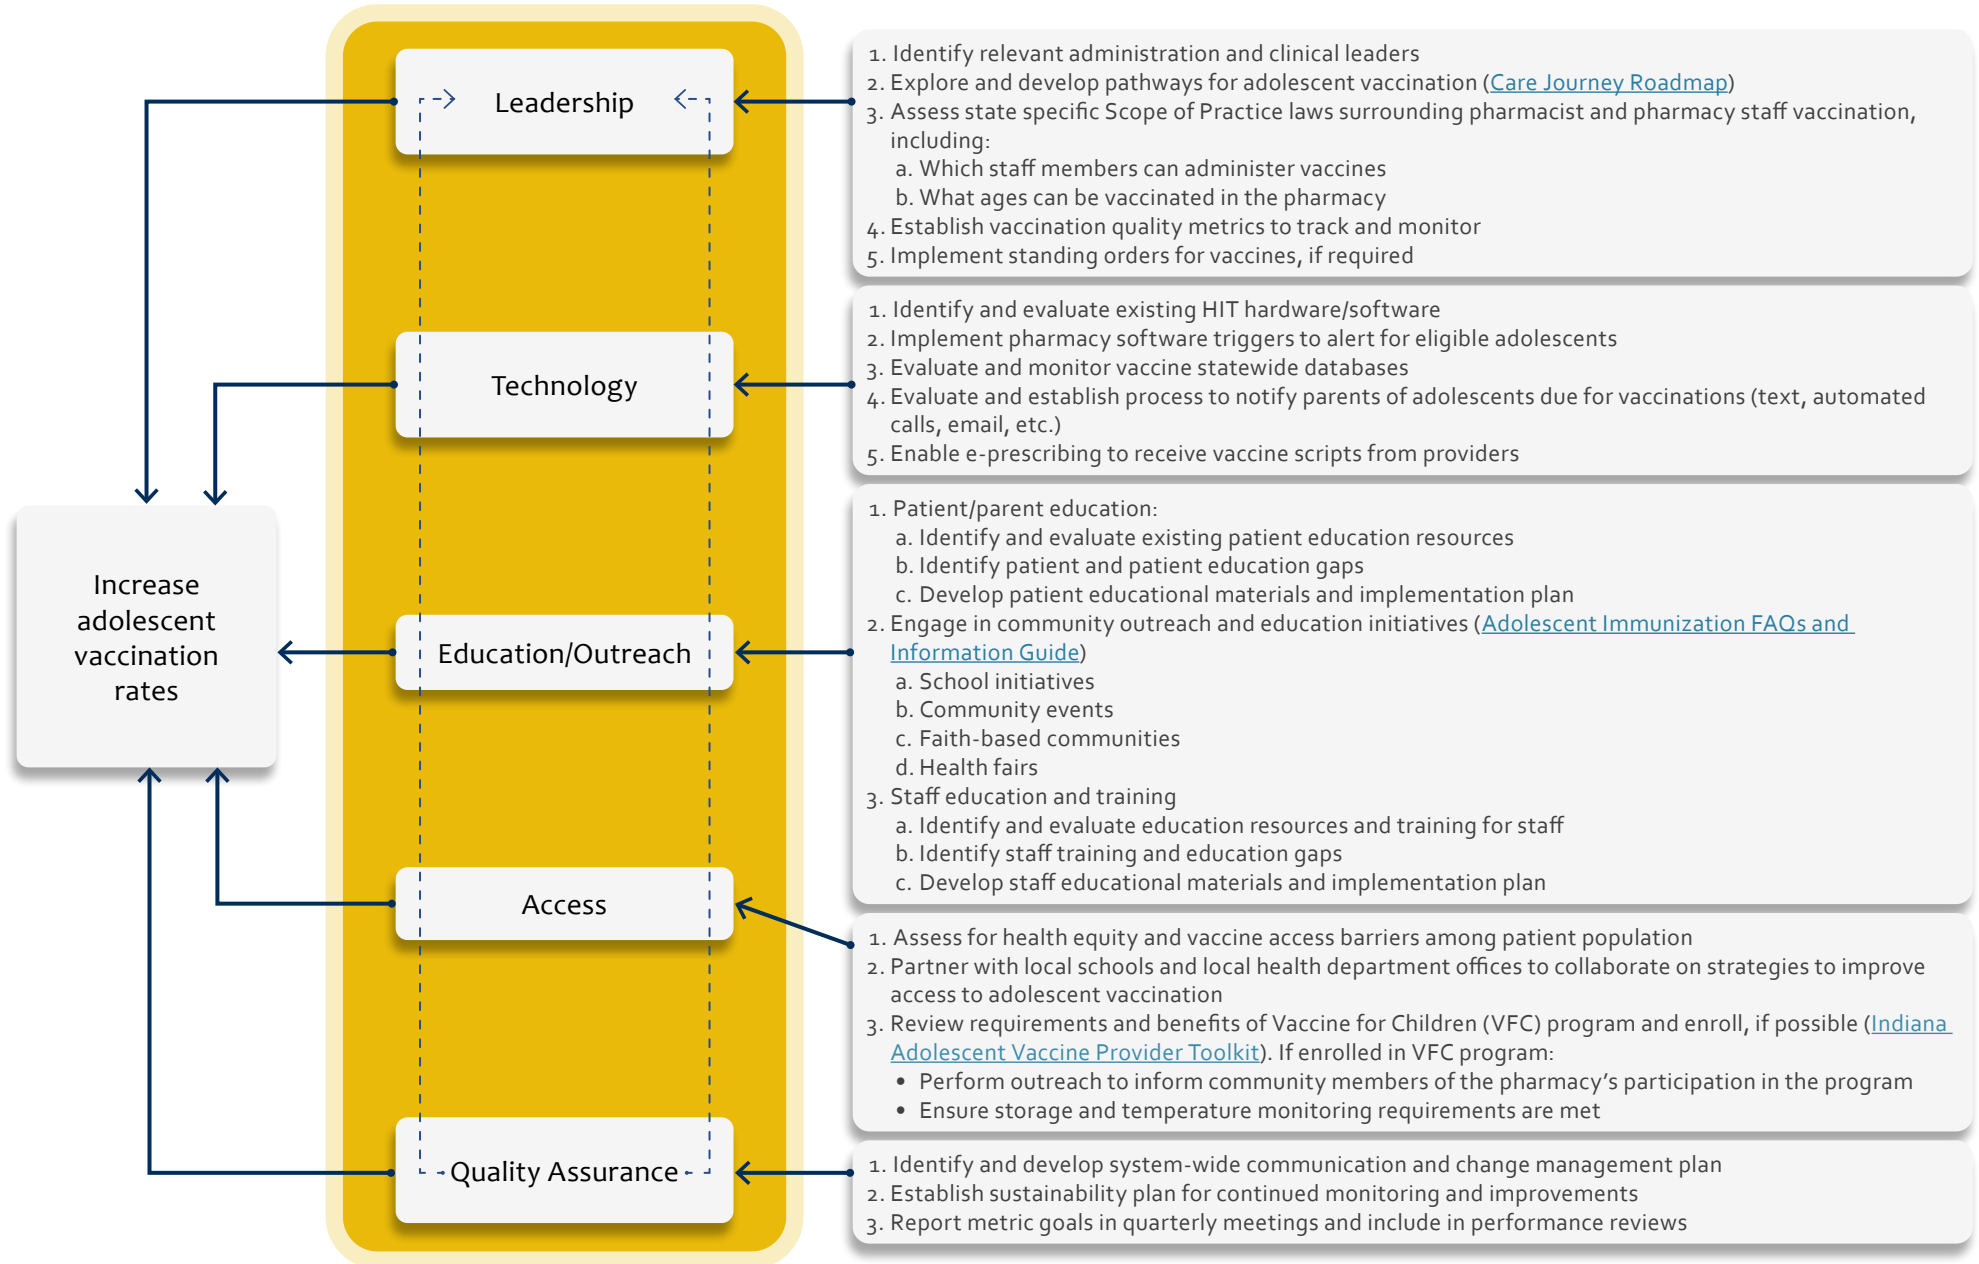 Increase
adolescent
vaccination
rates
Leadership
1. Identify relevant administration and clinical leaders
2. Explore and develop pathways for adolescent vaccination (Care Journey Roadmap)
3. Assess state specific Scope of Practice laws surrounding pharmacist and pharmacy staff vaccination,
including:
a. Which staff members can administer vaccines
b. What ages can be vaccinated in the pharmacy
4. Establish vaccination quality metrics to track and monitor
5. Implement standing orders for vaccines, if required
Technology
1. Identify and evaluate existing HIT hardware/software
2. Implement pharmacy software triggers to alert for eligible adolescents
3. Evaluate and monitor vaccine statewide databases
4. Evaluate and establish process to notify parents of adolescents due for vaccinations (text, automated
calls, email, etc.)
5. Enable e-prescribing to receive vaccine scripts from providers
Education/Outreach
1. Patient/parent education:
a. Identify and evaluate existing patient education resources
b. Identify patient and patient education gaps
c. Develop patient educational materials and implementation plan
2. Engage in community outreach and education initiatives (Adolescent Immunization FAQs and
Information Guide)
a. School initiatives
b. Community events
c. Faith-based communities
d. Health fairs
3. Staff education and training
a. Identify and evaluate education resources and training for staff
b. Identify staff training and education gaps
c. Develop staff educational materials and implementation plan
Access
1. Assess for health equity and vaccine access barriers among patient population
2. Partner with local schools and local health department offices to collaborate on strategies to improve
access to adolescent vaccination
3. Review requirements and benefits of Vaccine for Children (VFC) program and enroll, if possible (Indiana
Adolescent Vaccine Provider Toolkit). If enrolled in VFC program:
• Perform outreach to inform community members of the pharmacy’s participation in the program
• Ensure storage and temperature monitoring requirements are met
Quality Assurance
1. Identify and develop system-wide communication and change management plan
2. Establish sustainability plan for continued monitoring and improvements
3. Report metric goals in quarterly meetings and include in performance reviews